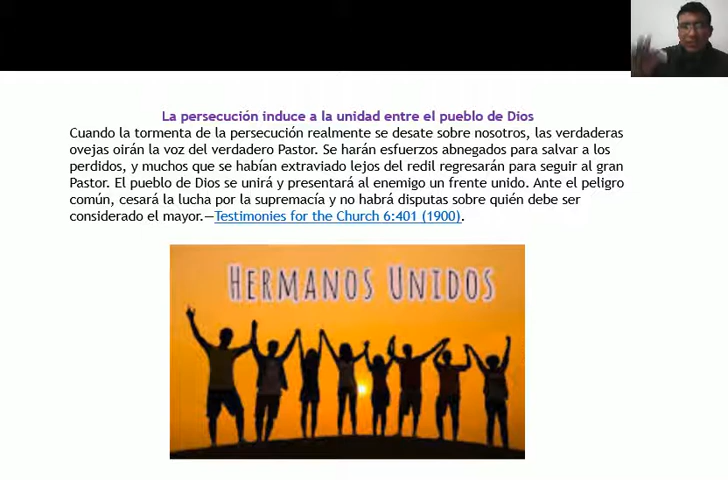 La persecución induce a la unidad entre el pueblo de Dios
Cuando la tormenta de la persecución realmente se desate sobre nosotros, las verdaderas
ovejas oirán la voz del verdadero Pastor. Se harán esfuerzos abnegados para salvar a los
perdidos, y muchos que se habían extraviado lejos del redil regresarán para seguir al gran
Pastor. El pueblo de Dios se unirá y presentará al enemigo un frente unido. Ante el peligro
común, cesará la lucha por la supremacía y no habrá disputas sobre quién debe ser
considerado el mayor.—Testimonies for the Church 6:401 (1900).
HERMANOS UNIDOS